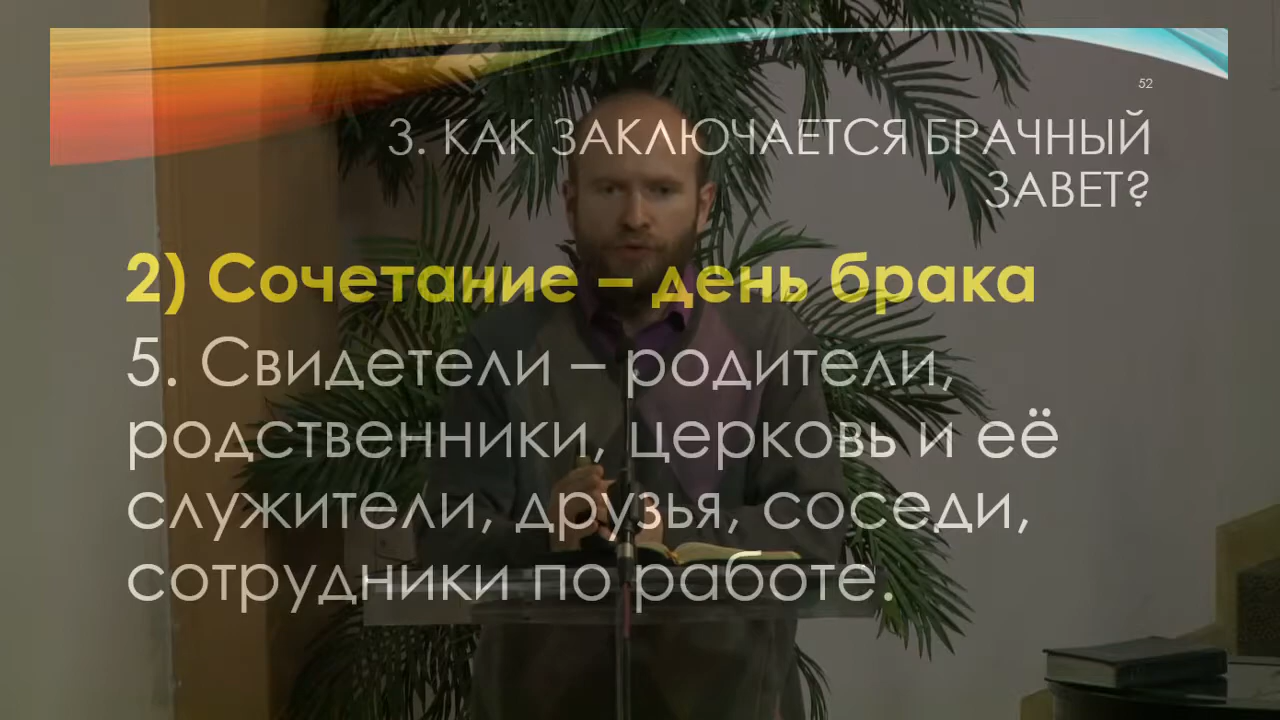 52
3. КАК ЗАКЛЮЧАЕТСЯ БРАЧНЫЙ
ЗАВЕТ?
2) Сочетание – день брака
5. Свидетели – родители,
родственники, церковь и её
служители, друзья, соседи,
сотрудники по работе.